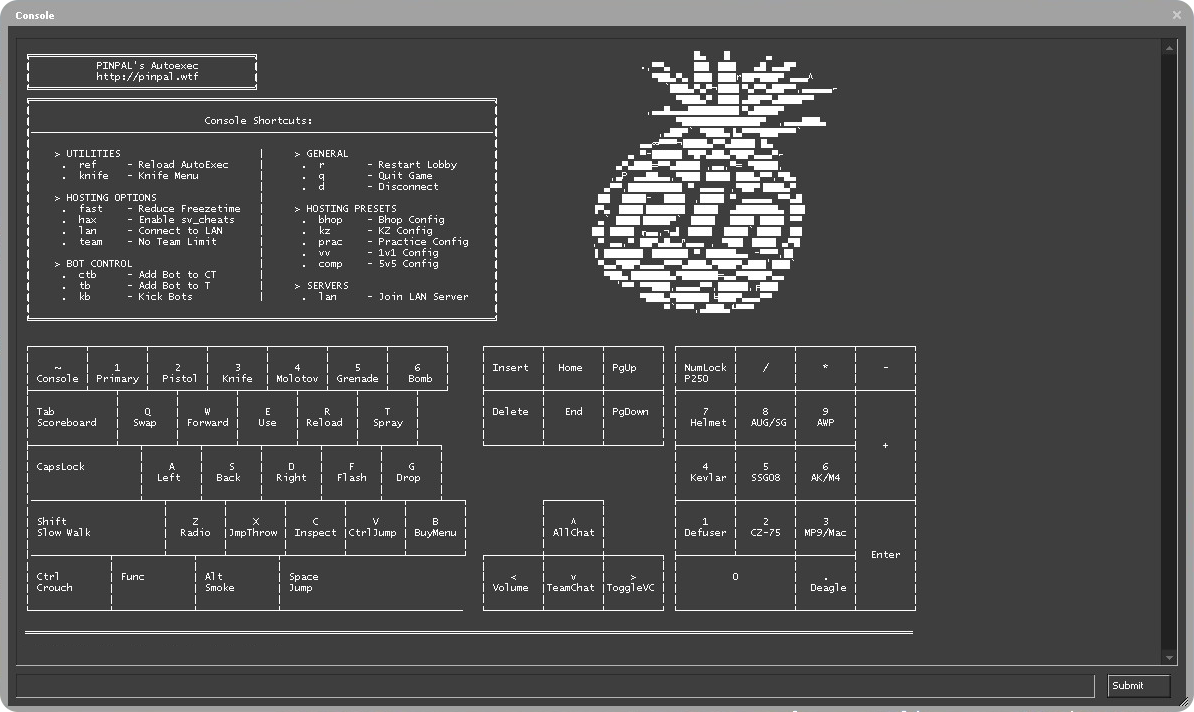 Console
PINPAL's Autoexec
http://pinpal.wtf
Console Shortcuts:
> UTILITIES
. ref - Reload AutoExec
. knife - Knife Menu
> HOSTING OPTIONS
. fast - Reduce Freezetime
. hax - Enable sv_cheats
. lan - Connect to LAN
. team - No Team Limit
> BOT CONTROL
. ctb - Add Bot to CT
. tb - Add Bot to T
. kb - Kick Bots
> GENERAL
. r - Restart Lobby
. q - Quit Game
. d - Disconnect
> HOSTING PRESETS
. bhop - Bhop Config
. kz - KZ Config
. prac - Practice Config
. vv - 1v1 Config
. comp - 5v5 Config
> SERVERS
. lan - Join LAN Server
~ 1 2 3 4 5 6
Console Primary Pistol Knife Molotov Grenade Bomb
Tab Q W E R T
Scoreboard Swap Forward Use Reload Spray
CapsLock A S D F G
Left Back Right Flash Drop
Shift Z X C V B
Slow Walk Radio JmpThrow Inspect CtrlJump BuyMenu
Ctrl Func Alt Space
Crouch Smoke Jump
Insert Home PgUp
Delete End PgDown
^
AllChat
< v >
Volume TeamChat ToggleVC
NumLock / * -
P250
7 8 9
Helmet AUG/SG AWP
+
4 5 6
Kevlar SSG08 AK/M4
1 2 3
Defuser CZ-75 MP9/Mac
Enter
0 .
Deagle
Submit